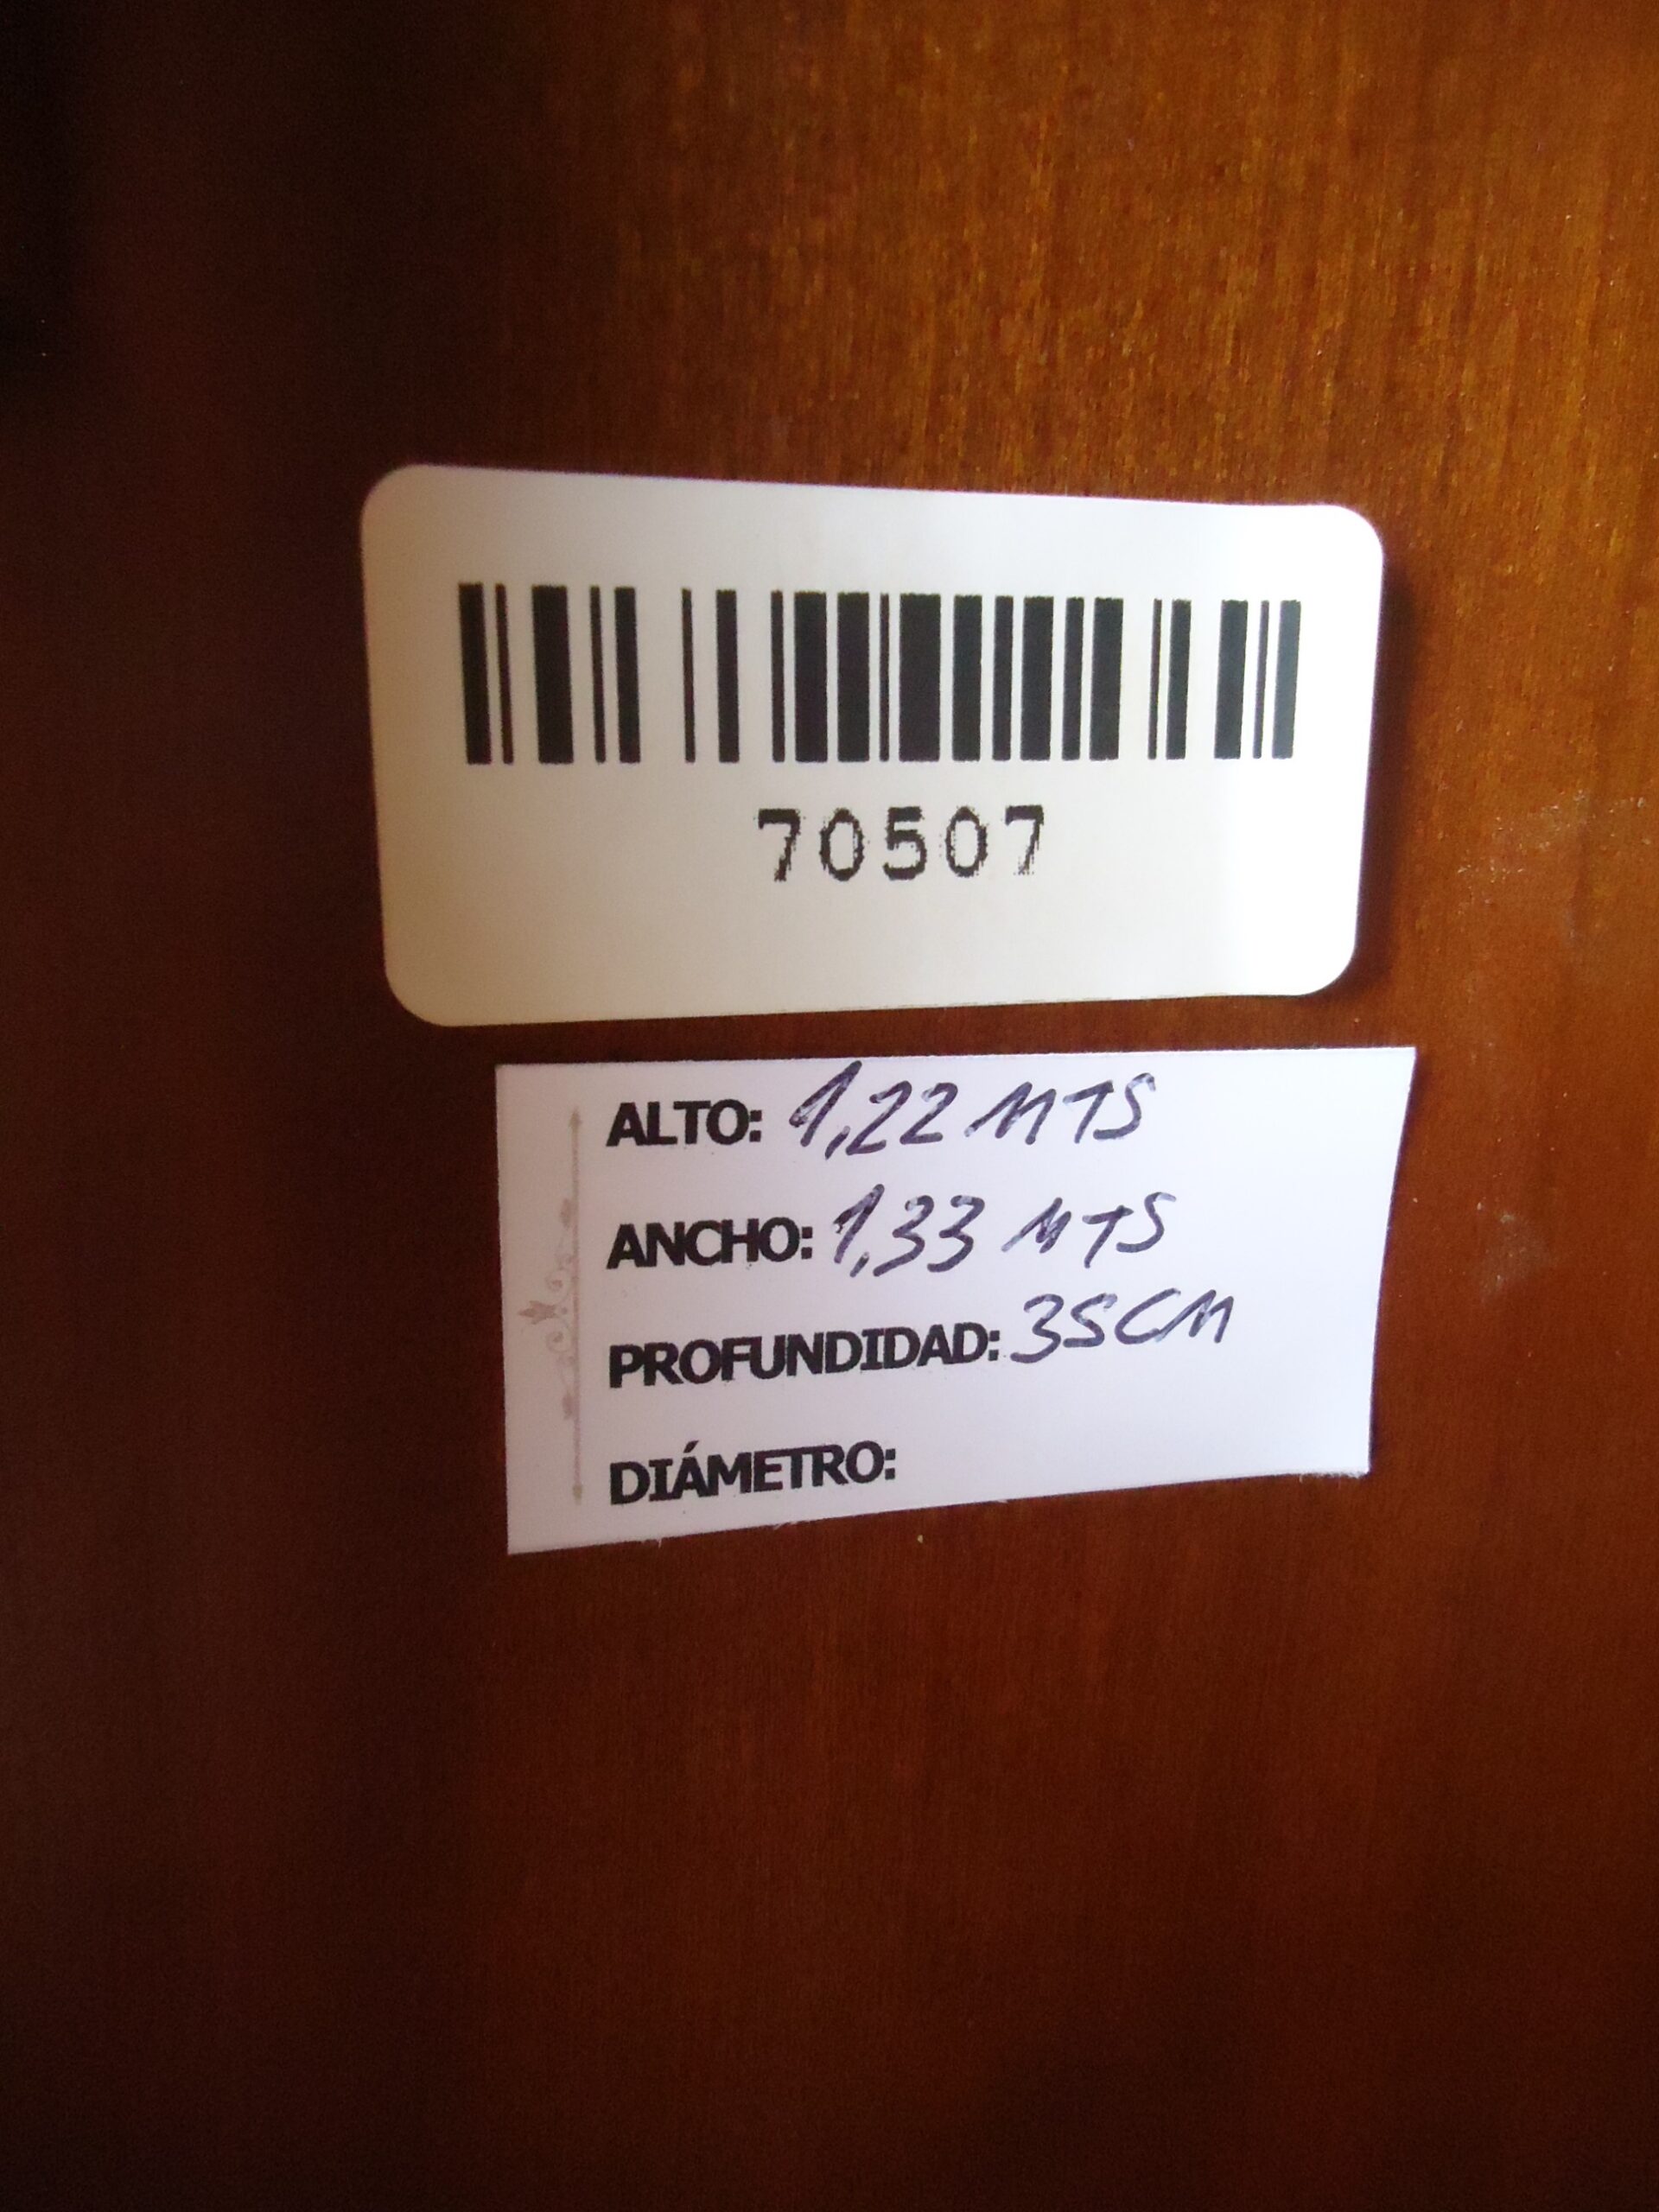 70507
ALTO: 1,22 MTS
ANCHO: 1,33 MTS
PROFUNDIDAD: 35CM
DIÁMETRO: